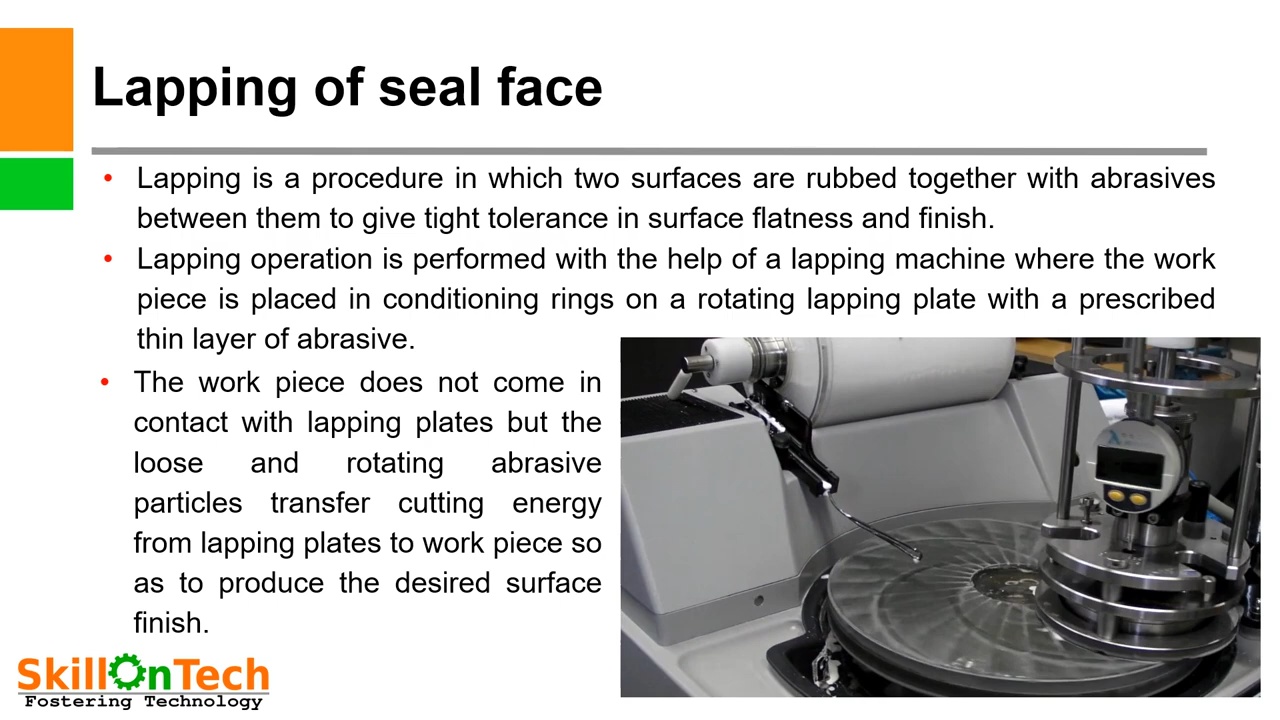 Lapping of seal face
• Lapping is a procedure in which two surfaces are rubbed together with abrasives
between them to give tight tolerance in surface flatness and finish.
• Lapping operation is performed with the help of a lapping machine where the work
piece is placed in conditioning rings on a rotating lapping plate with a prescribed
thin layer of abrasive.
• The work piece does not come in
contact with lapping plates but the
loose and rotating abrasive
particles transfer cutting energy
from lapping plates to work piece so
as to produce the desired surface
finish.
SkillOnTech
Fostering Technology